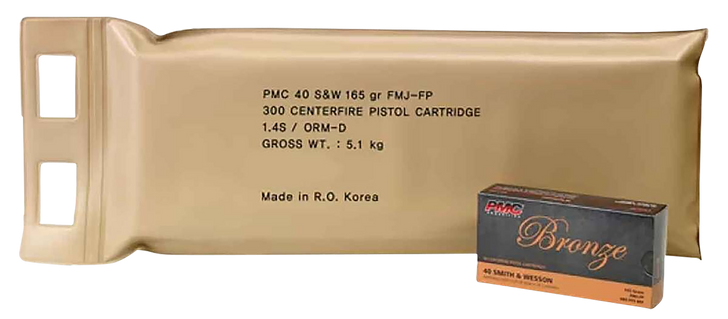 PMC 40 S&W 165 gr FMJ-FP
300 CENTERFIRE PISTOL CARTRIDGE
1.4S / ORM-D
GROSS WT. : 5.1 kg
Made in R.O. Korea
PMC
Bronze
40 SMITH & WESSON